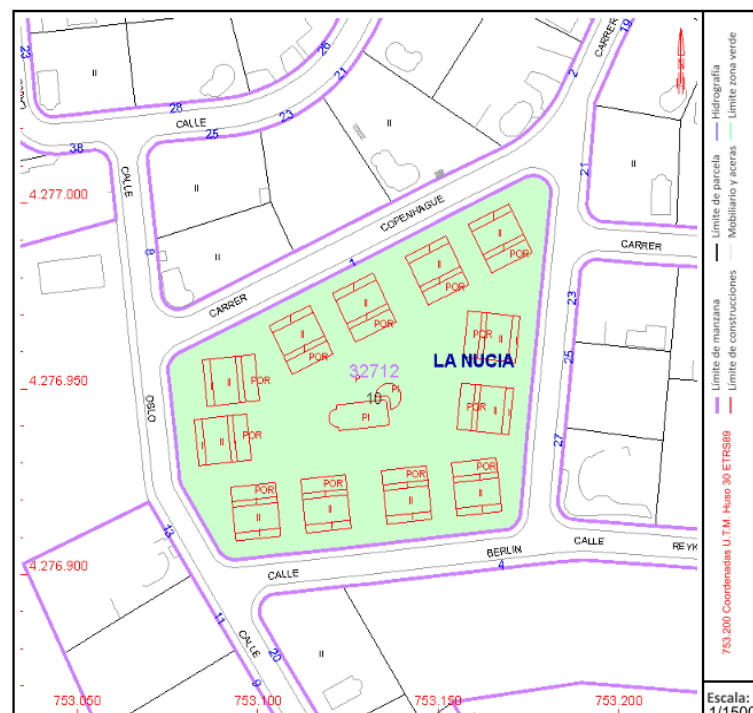 23
CALLE
28
26
CALLE
25
23
21
II
II
2
CARRER
19
38
CALLE
II
II
8
4.277.000
COPENHAGUE
CARRER
1
21
II
CARRER
23
25
27
II
POR
II
POR
II
POR
II
POR
POR
II
LA NUCIA
32712
P
PI
10
PI
4.276.950
OSLO
II
POR
I
II
POR
POR
II
POR
II
POR
II
POR
II
POR
II
13
11
9
CALLE
20
II
4.276.900
CALLE
BERLIN
4
CALLE
REYK
753.050
753.100
753.150
753.200
Límite de manzana
Límite de parcela
Hidrografía
Límite de construcciones
Mobiliario y aceras
Límite zona verde
753.200 Coordenadas U.T.M. Huso 30 ETRS89
Escala:
1/1500